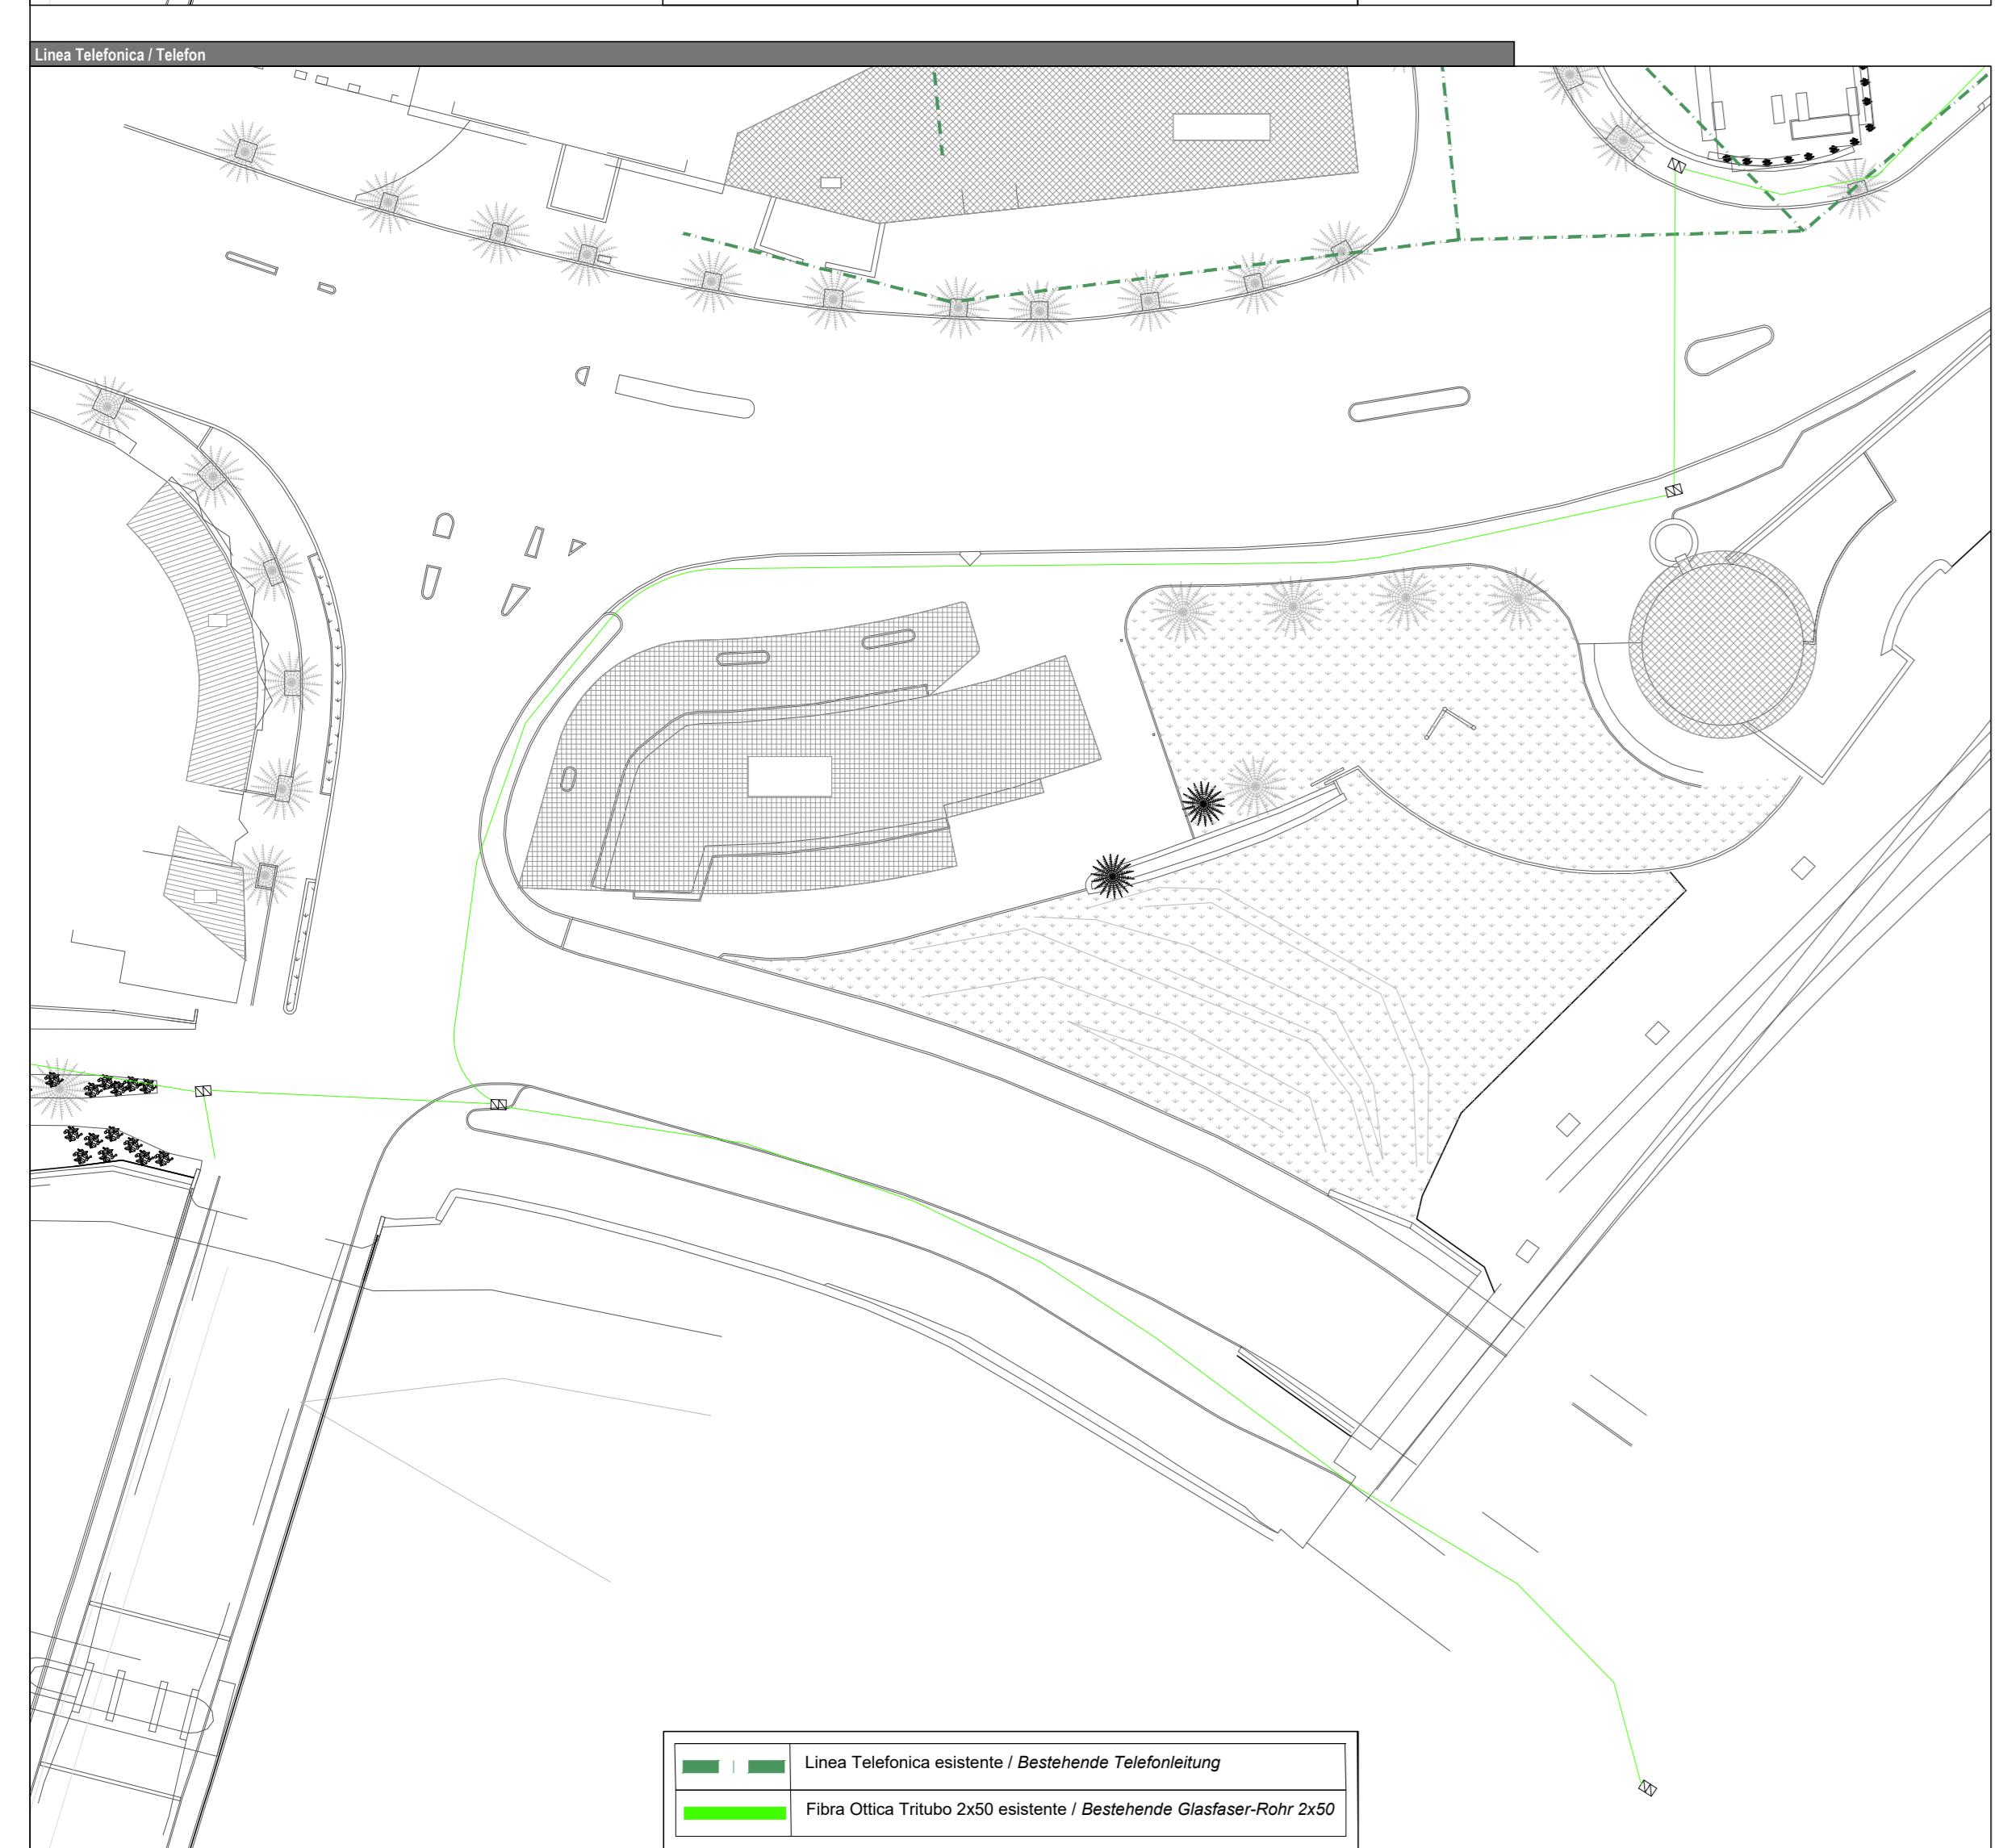 Linea Telefonica / Telefon
Linea Telefonica esistente / Bestehende Telefonleitung
Fibra Ottica Tritubo 2x50 esistente / Bestehende Glasfaser-Rohr 2x50